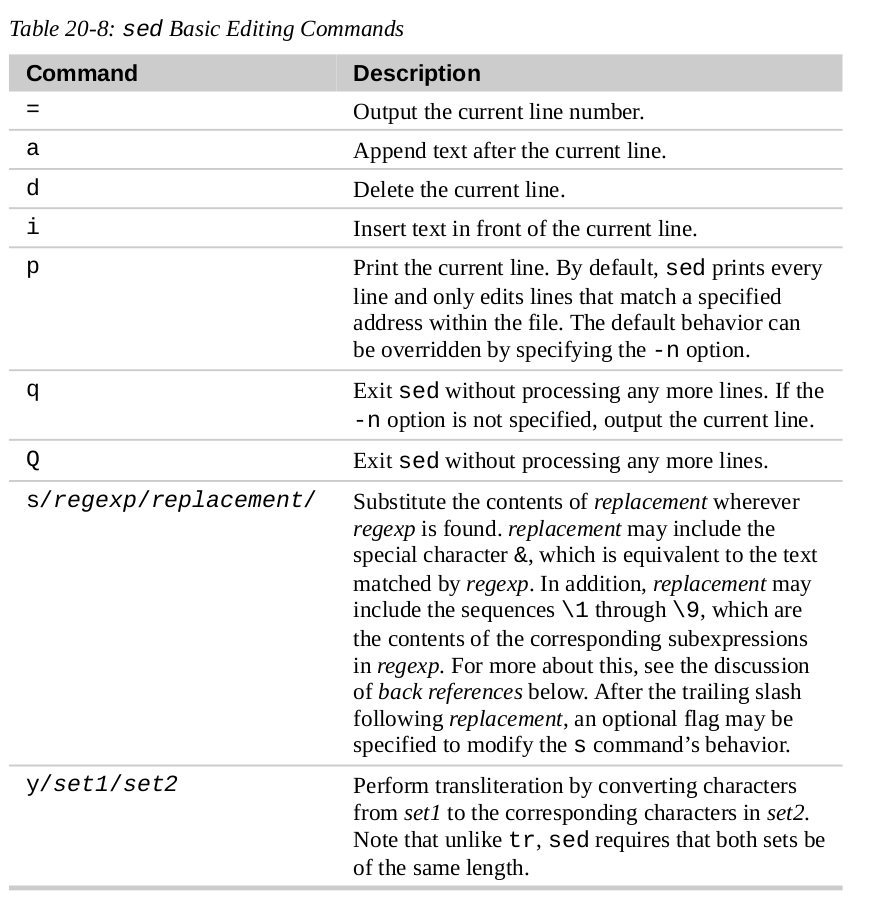 Table 20-8: sed Basic Editing Commands
Command Description
= Output the current line number.
a Append text after the current line.
d Delete the current line.
i Insert text in front of the current line.
p Print the current line. By default, sed prints every
line and only edits lines that match a specified
address within the file. The default behavior can
be overridden by specifying the -n option.
q Exit sed without processing any more lines. If the
-n option is not specified, output the current line.
Q Exit sed without processing any more lines.
s/regexp/replacement/ Substitute the contents of replacement wherever
regexp is found. replacement may include the
special character &, which is equivalent to the text
matched by regexp. In addition, replacement may
include the sequences \1 through \9, which are
the contents of the corresponding subexpressions
in regexp. For more about this, see the discussion
of back references below. After the trailing slash
following replacement, an optional flag may be
specified to modify the s command’s behavior.
y/set1/set2 Perform transliteration by converting characters
from set1 to the corresponding characters in set2.
Note that unlike tr, sed requires that both sets be
of the same length.